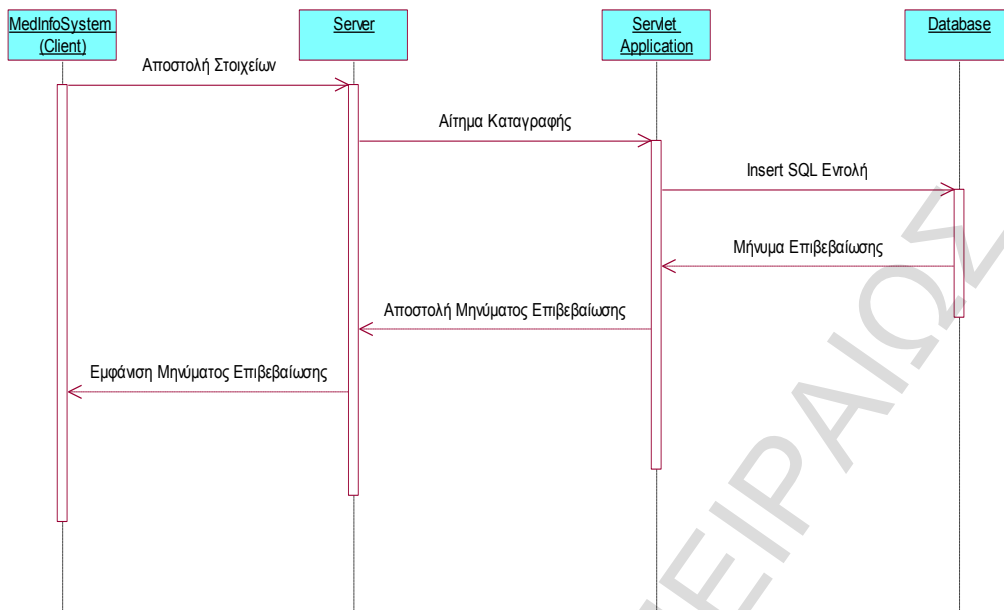 MedInfoSystem
(Client)
Server
Servlet
Application
Database
Αποστολή Στοιχείων
Αίτημα Καταγραφής
Insert SQL Εντολή
Μήνυμα Επιβεβαίωσης
Αποστολή Μηνύματος Επιβεβαίωσης
Εμφάνιση Μηνύματος Επιβεβαίωσης
ΠΕΙΡΑΙΩΣ